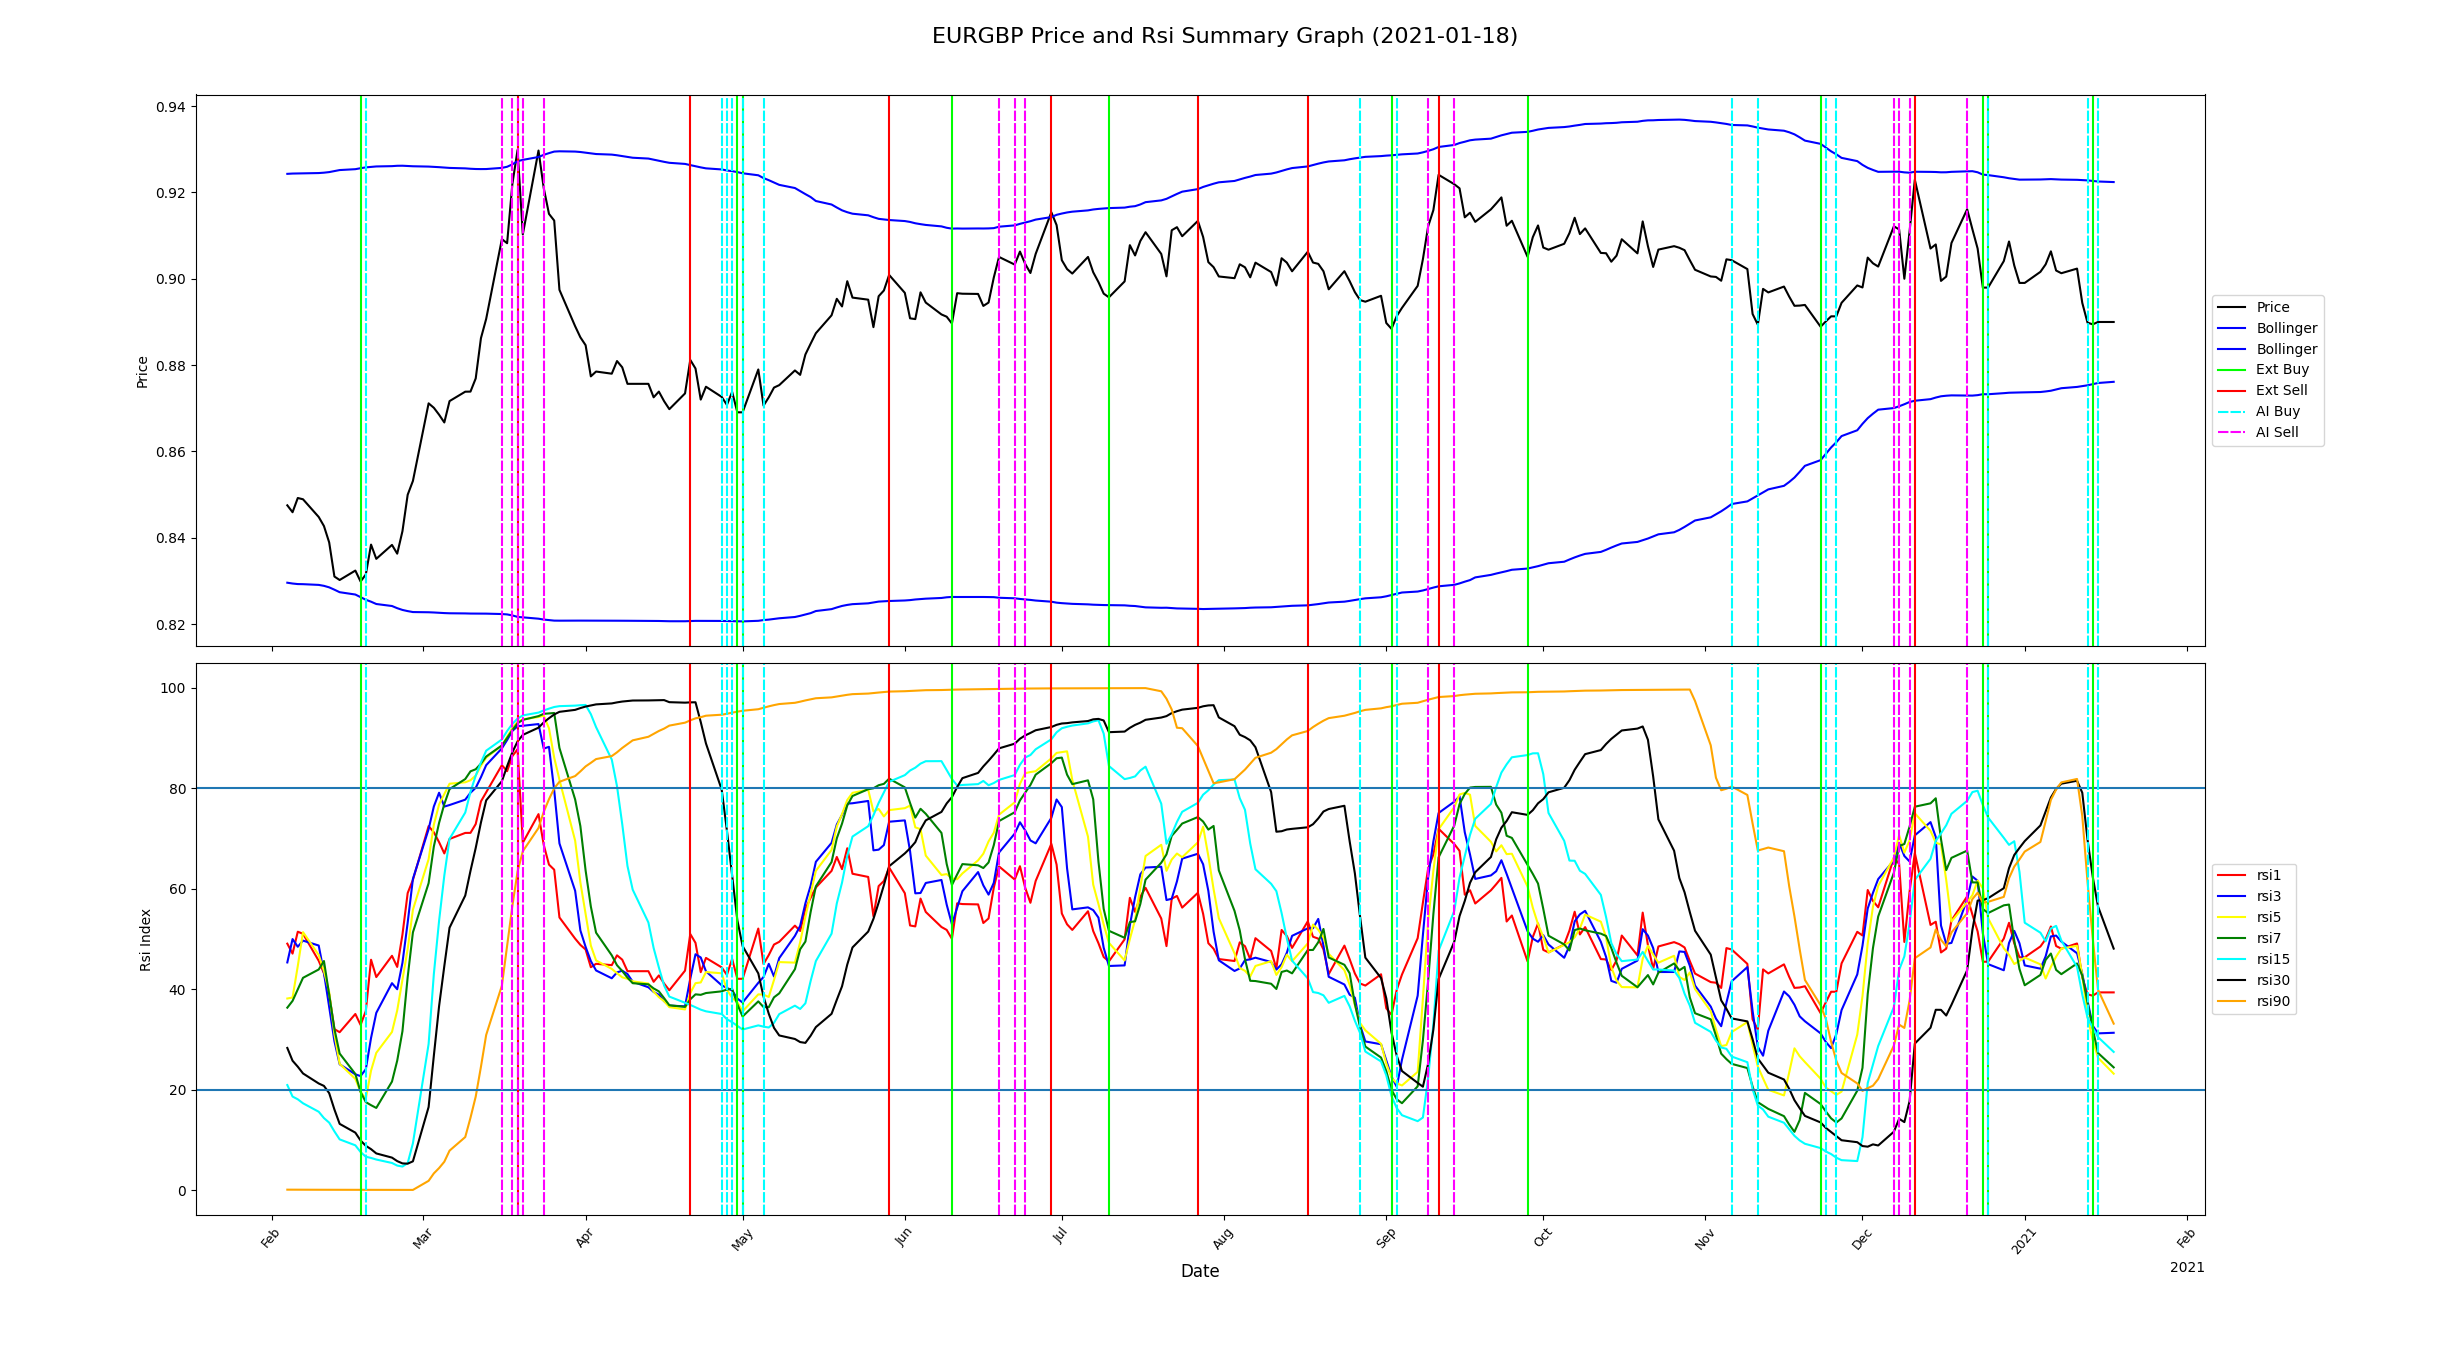 EURGBP Price and Rsi Summary Graph (2021-01-18)
0.94
0.92
0.90
0.88
0.86
0.84
0.82
Price
Price
Bollinger
Bollinger
Ext Buy
Ext Sell
AI Buy
AI Sell
100
80
60
40
20
0
Rsi Index
rsi1
rsi3
rsi5
rsi7
rsi15
rsi30
rsi90
Feb
Mar
Apr
May
Jun
Jul
Aug
Sep
Oct
Nov
Dec
2021
Feb
Date
2021